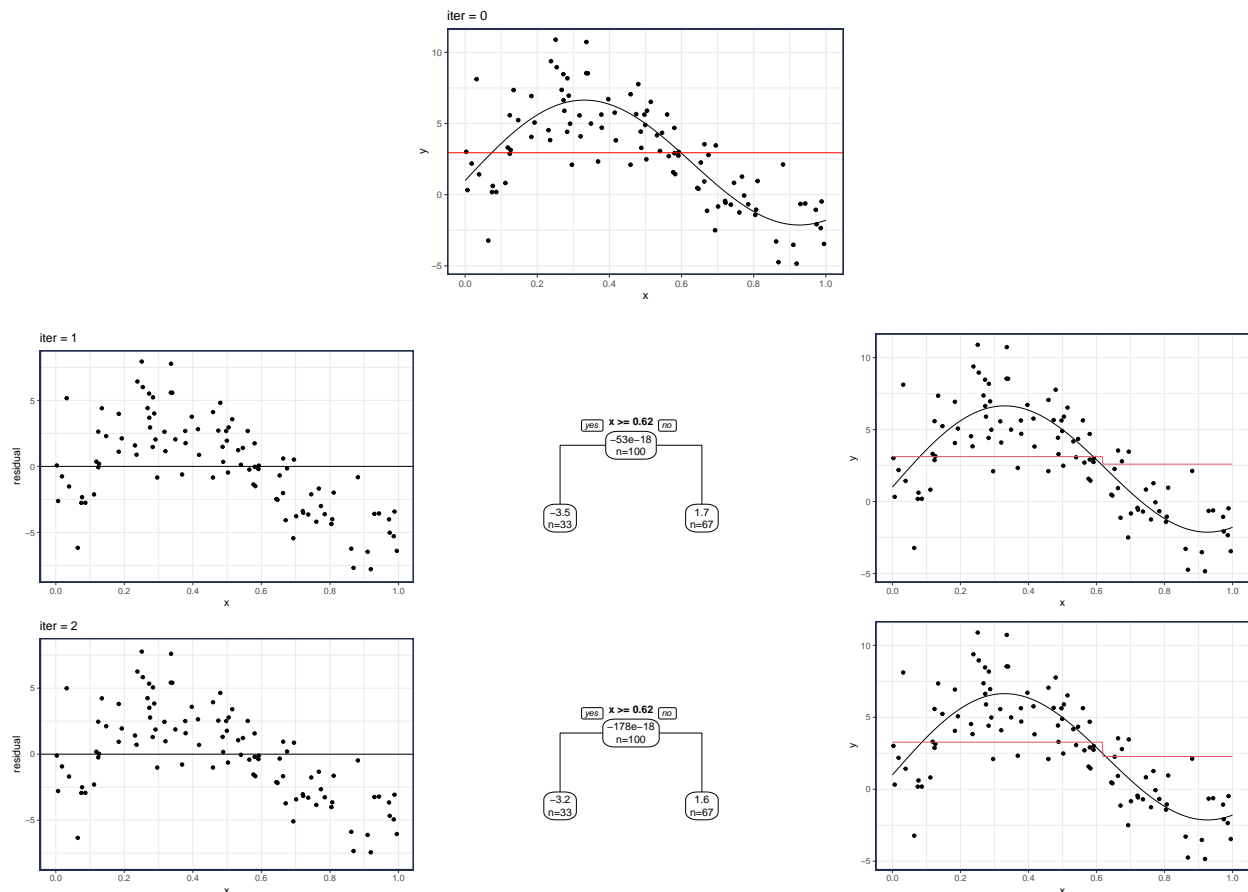 iter = 0
10
5
0
−5
y
0.0 0.2 0.4 0.6 0.8 1.0
x
iter = 1
5
0
−5
residual
0.0 0.2 0.4 0.6 0.8 1.0
x
yes x >= 0.62 no
−53e−18
n=100
−3.5
n=33
1.7
n=67
10
5
0
−5
y
0.0 0.2 0.4 0.6 0.8 1.0
x
iter = 2
5
0
−5
residual
0.0 0.2 0.4 0.6 0.8 1.0
x
yes x >= 0.62 no
−178e−18
n=100
−3.2
n=33
1.6
n=67
10
5
0
−5
y
0.0 0.2 0.4 0.6 0.8 1.0
x